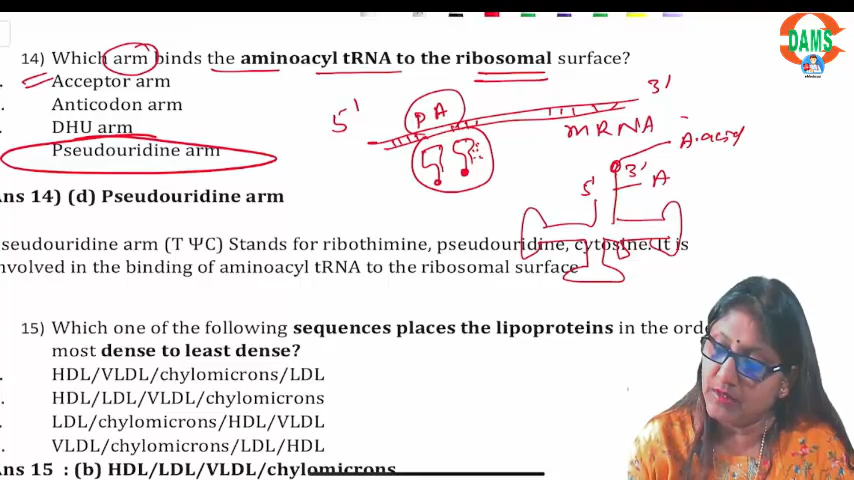 DAMS
14) Which arm binds the aminoacyl tRNA to the ribosomal surface?
Acceptor arm
Anticodon arm
DHU arm
Pseudouridine arm
5' P A 3'
mRNA
A.acid
5' 3' A
ns 14) (d) Pseudouridine arm
seudouridine arm (T ΨC) Stands for ribothimine, pseudouridine, cytosine. It is
nvolved in the binding of aminoacyl tRNA to the ribosomal surface
15) Which one of the following sequences places the lipoproteins in the orde
most dense to least dense?
HDL/VLDL/chylomicrons/LDL
HDL/LDL/VLDL/chylomicrons
LDL/chylomicrons/HDL/VLDL
VLDL/chylomicrons/LDL/HDL
ns 15 : (b) HDL/LDL/VLDL/chylomicrons